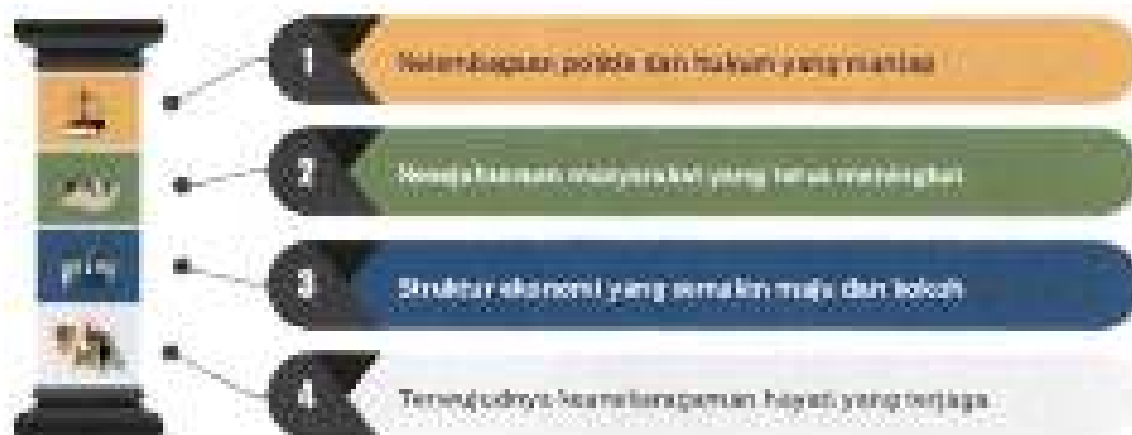 1
Kelembagaan politik dan hukum yang mantap
2
Kesejahteraan masyarakat yang terus meningkat
3
Struktur ekonomi yang semakin maju dan kokoh
4
Terwujudnya keanekaragaman hayati yang terjaga